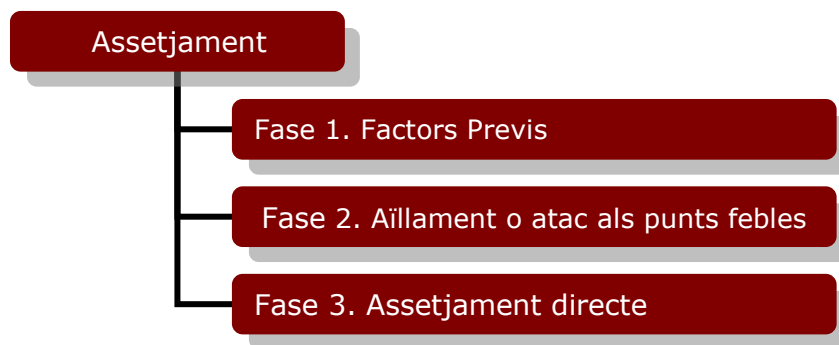 Assetjament
Fase 1. Factors Previs
Fase 2. Aïllament o atac als punts febles
Fase 3. Assetjament directe